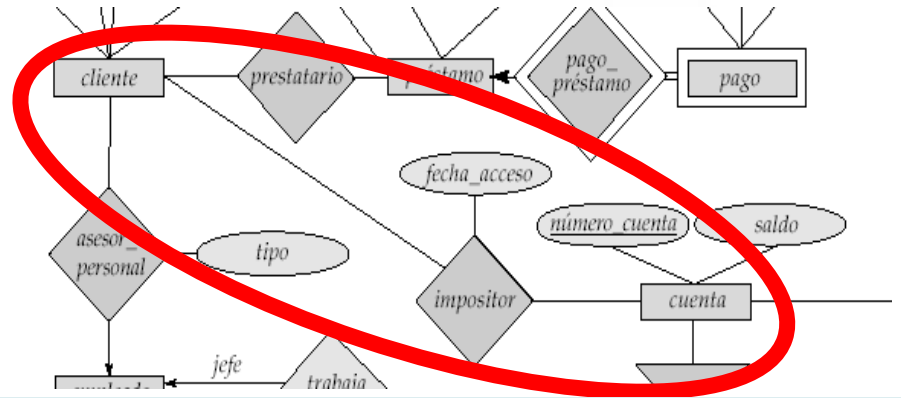 cliente
prestatario
préstamo
pago_
préstamo
pago
fecha_acceso
número_cuenta
saldo
asesor_
personal
tipo
impositor
cuenta
jefe
trabaja